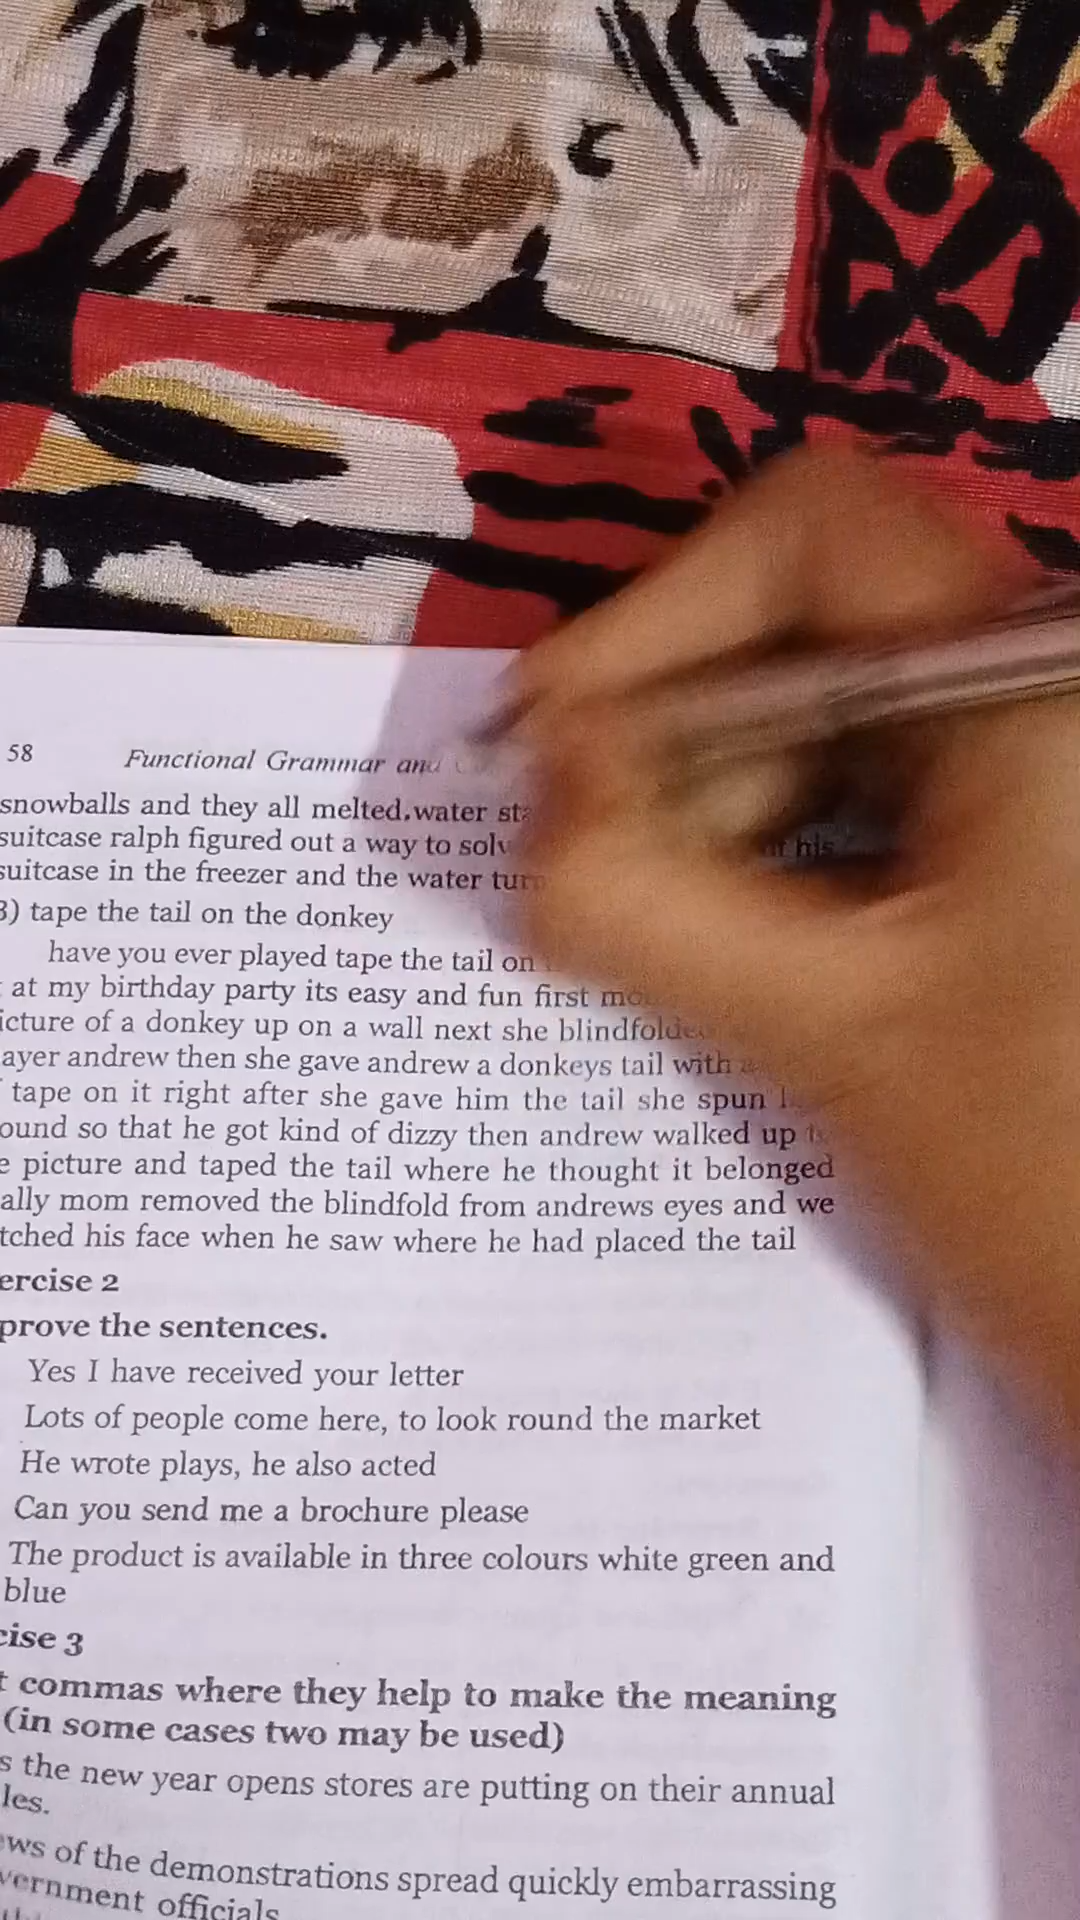 58 Functional Grammar and
snowballs and they all melted.water
suitcase ralph figured out a way to his
suitcase in the freezer and the water
3) tape the tail on the donkey
have you ever played tape the tail on
at my birthday party its easy and fun first
icture of a donkey up on a wall next she blindfolded
ayer andrew then she gave andrew a donkeys tail with
tape on it right after she gave him the tail she spun
ound so that he got kind of dizzy then andrew walked up
e picture and taped the tail where he thought it belonged
ally mom removed the blindfold from andrews eyes and we
tched his face when he saw where he had placed the tail
ercise 2
prove the sentences.
Yes I have received your letter
Lots of people come here, to look round the market
He wrote plays, he also acted
Can you send me a brochure please
The product is available in three colours white green and
blue
cise 3
t commas where they help to make the meaning
(in some cases two may be used)
s the new year opens stores are putting on their annual
les.
ews of the demonstrations spread quickly embarrassing
vernment officials